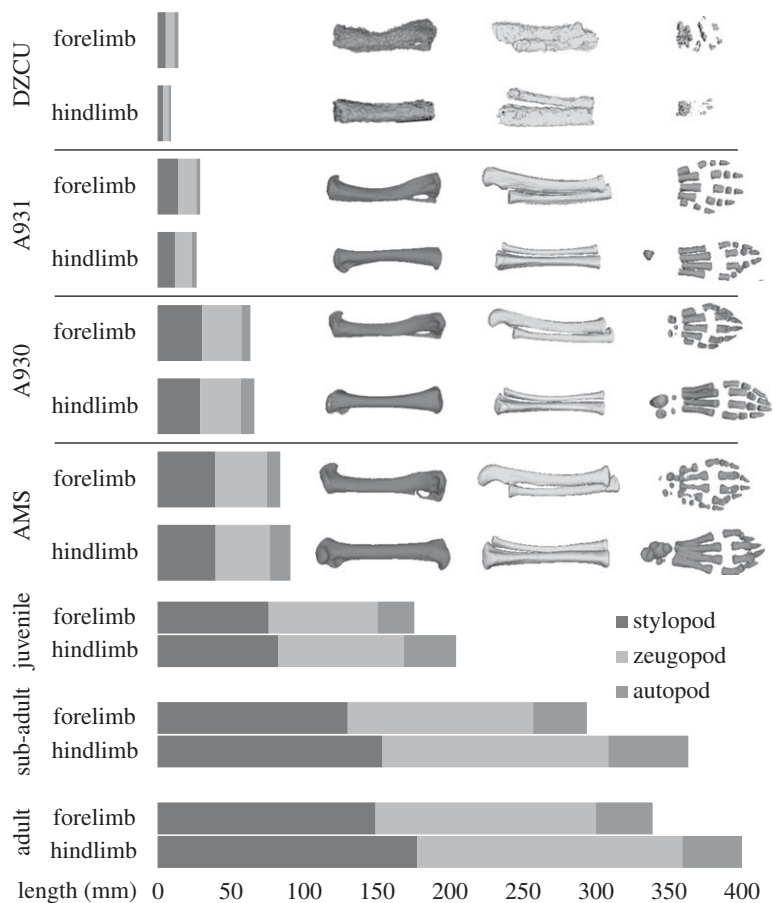 DZCU
forelimb
hindlimb
A931
forelimb
hindlimb
A930
forelimb
hindlimb
AMS
forelimb
hindlimb
juvenile
forelimb
hindlimb
stylopod
zeugopod
autopod
sub-adult
forelimb
hindlimb
adult
forelimb
hindlimb
length (mm) 0 50 100 150 200 250 300 350 400